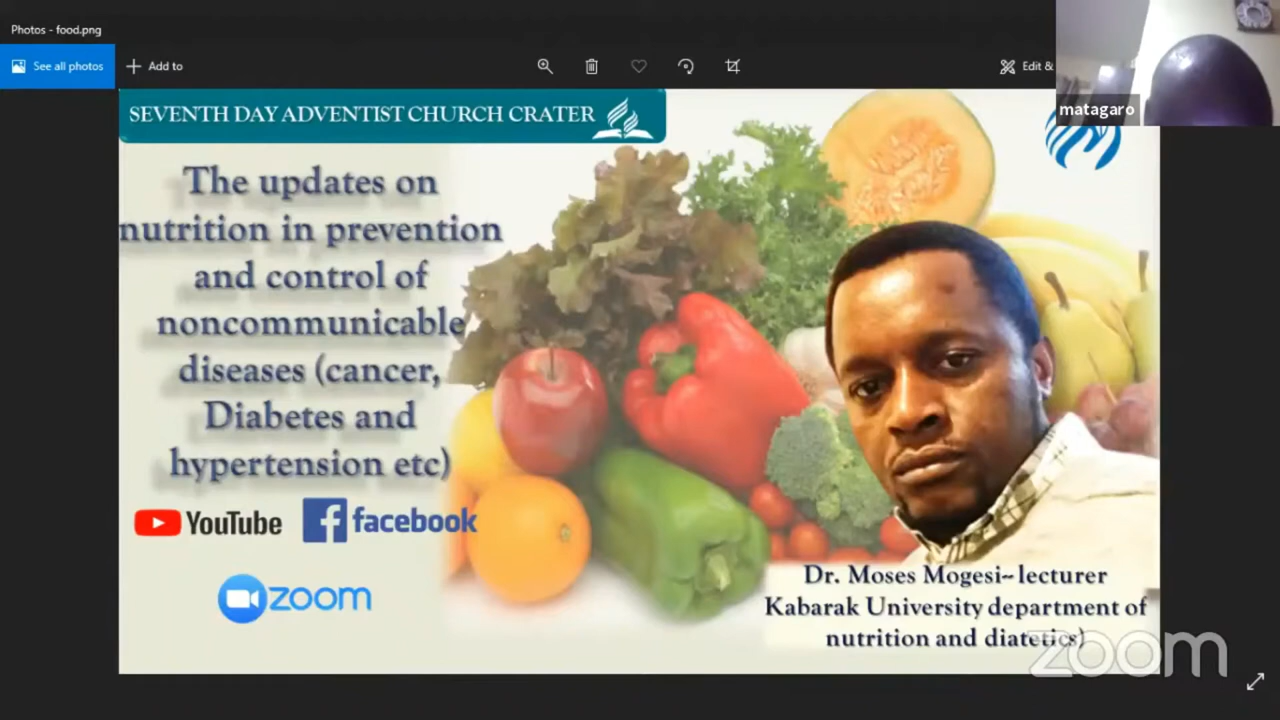 Photos - food.png
See all photos
Add to
Edit &
matagaro
SEVENTH DAY ADVENTIST CHURCH CRATER
The updates on
nutrition in prevention
and control of
noncommunicable
diseases (cancer,
Diabetes and
hypertension etc)
YouTube
facebook
zoom
Dr. Moses Mogesi- lecturer
Kabarak University department of
nutrition and diatetics)
zoom